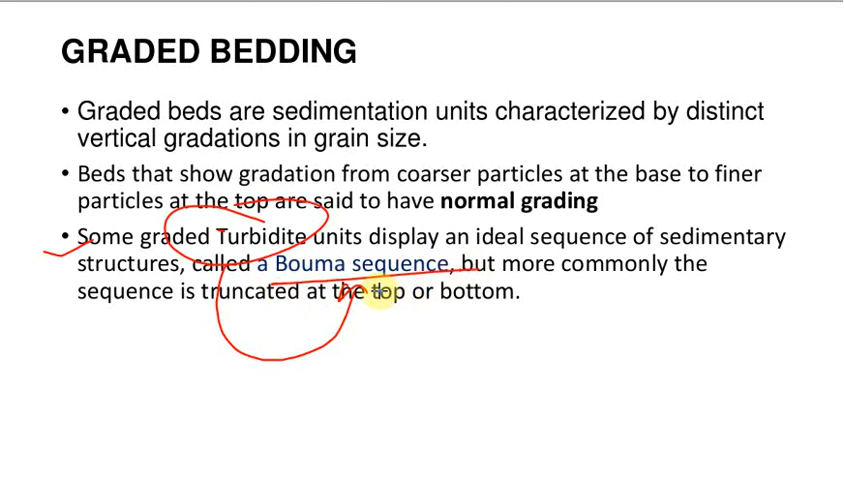 GRADED BEDDING
• Graded beds are sedimentation units characterized by distinct
vertical gradations in grain size.
• Beds that show gradation from coarser particles at the base to finer
particles at the top are said to have normal grading
• Some graded Turbidite units display an ideal sequence of sedimentary
structures, called a Bouma sequence, but more commonly the
sequence is truncated at the top or bottom.